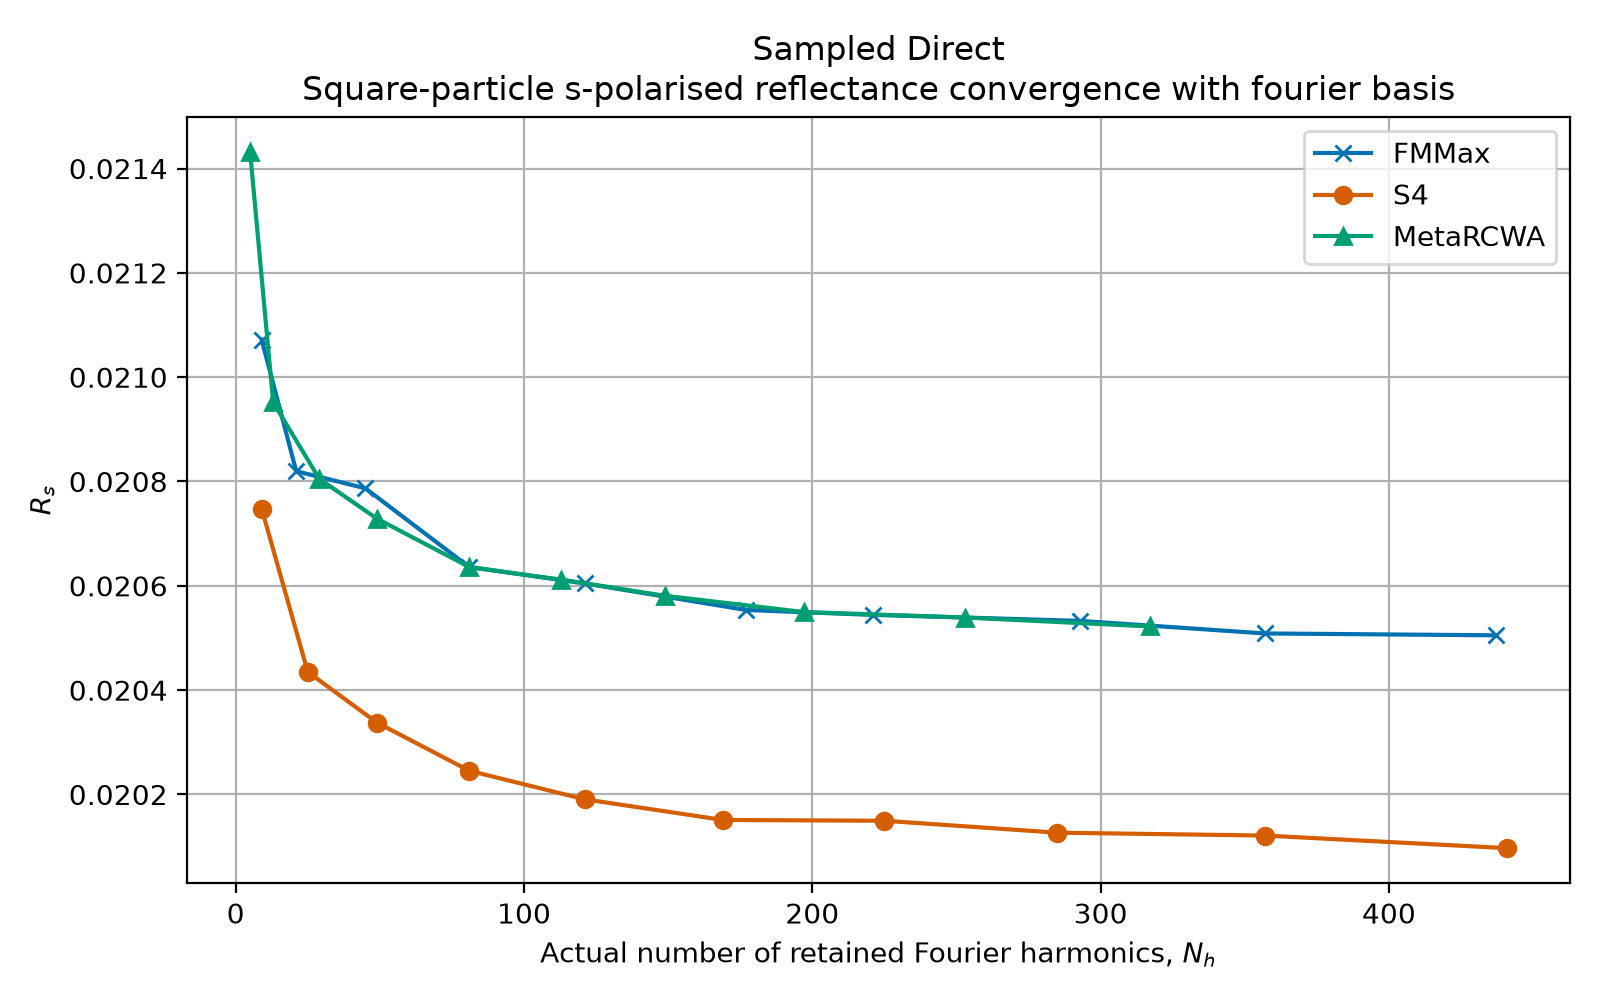 Sampled Direct
Square-particle s-polarised reflectance convergence with fourier basis
FMMax
S4
MetaRCWA
0.0214
0.0212
0.0210
0.0208
0.0206
0.0204
0.0202
R_s
0 100 200 300 400
Actual number of retained Fourier harmonics, N_h